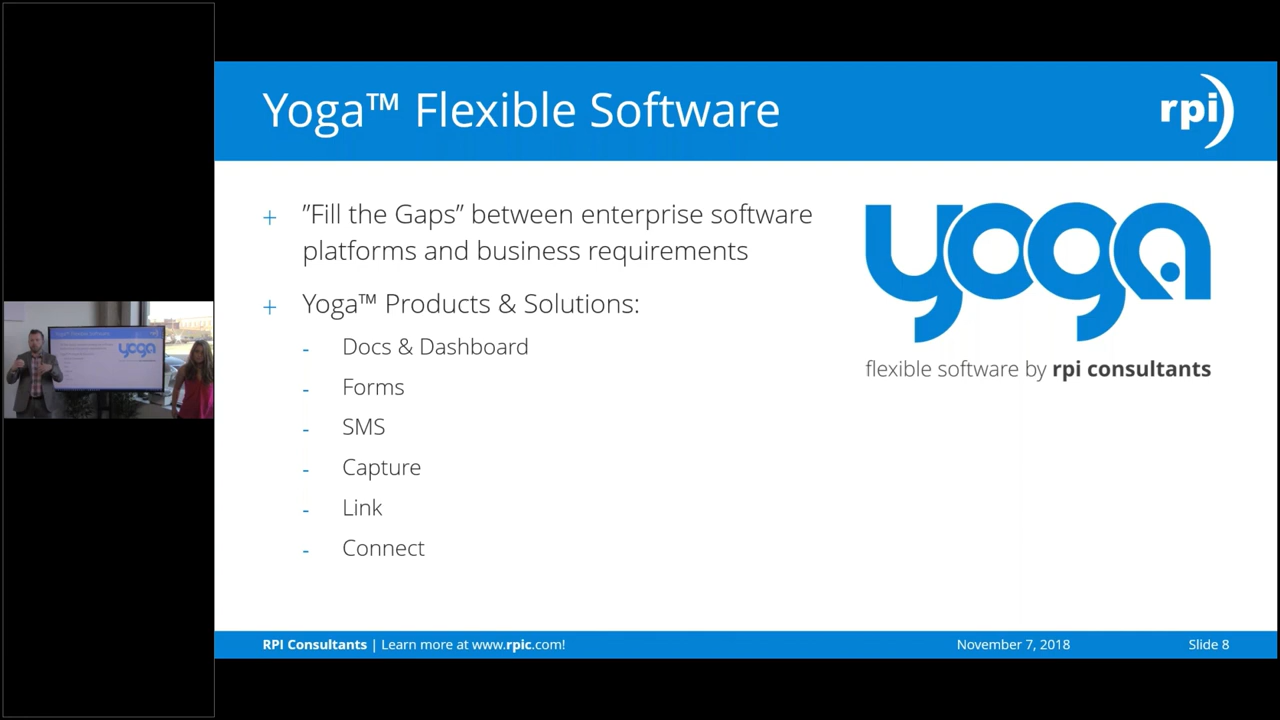 Yoga™ Flexible Software
rpi
”Fill the Gaps” between enterprise software
platforms and business requirements
Yoga™ Products & Solutions:
- Docs & Dashboard
- Forms
- SMS
- Capture
- Link
- Connect
yoga
flexible software by rpi consultants
RPI Consultants | Learn more at www.rpic.com!
November 7, 2018
Slide 8
yoga